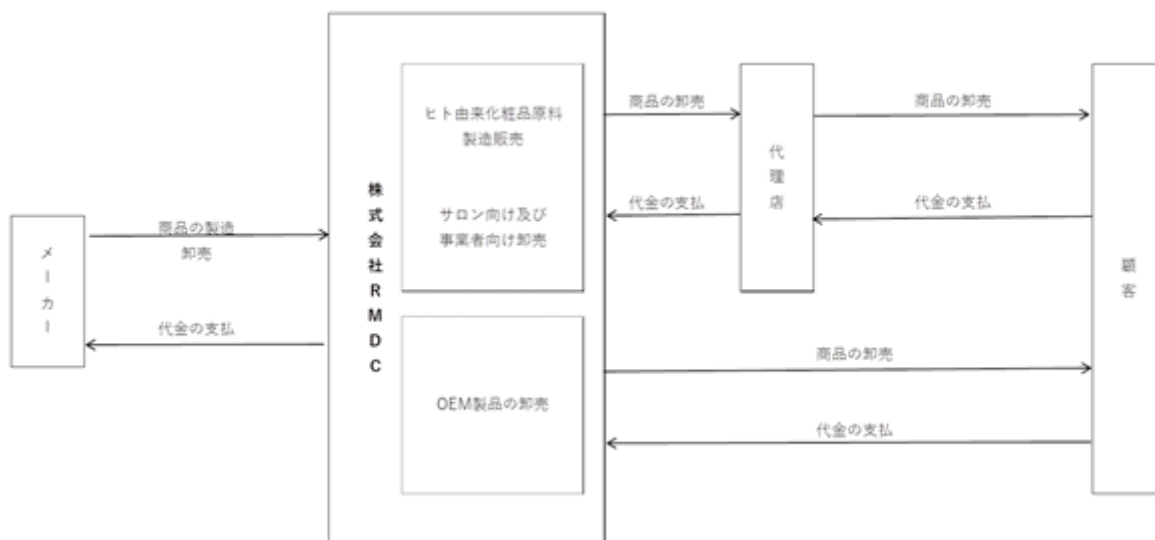 メーカー
商品の製造
卸売
代金の支払
株式会社RMDC
ヒト由来化粧品原料
製造販売
サロン向け及び
事業者向け卸売
OEM製品の卸売
商品の卸売
代金の支払
代理店
商品の卸売
代金の支払
商品の卸売
代金の支払
顧客